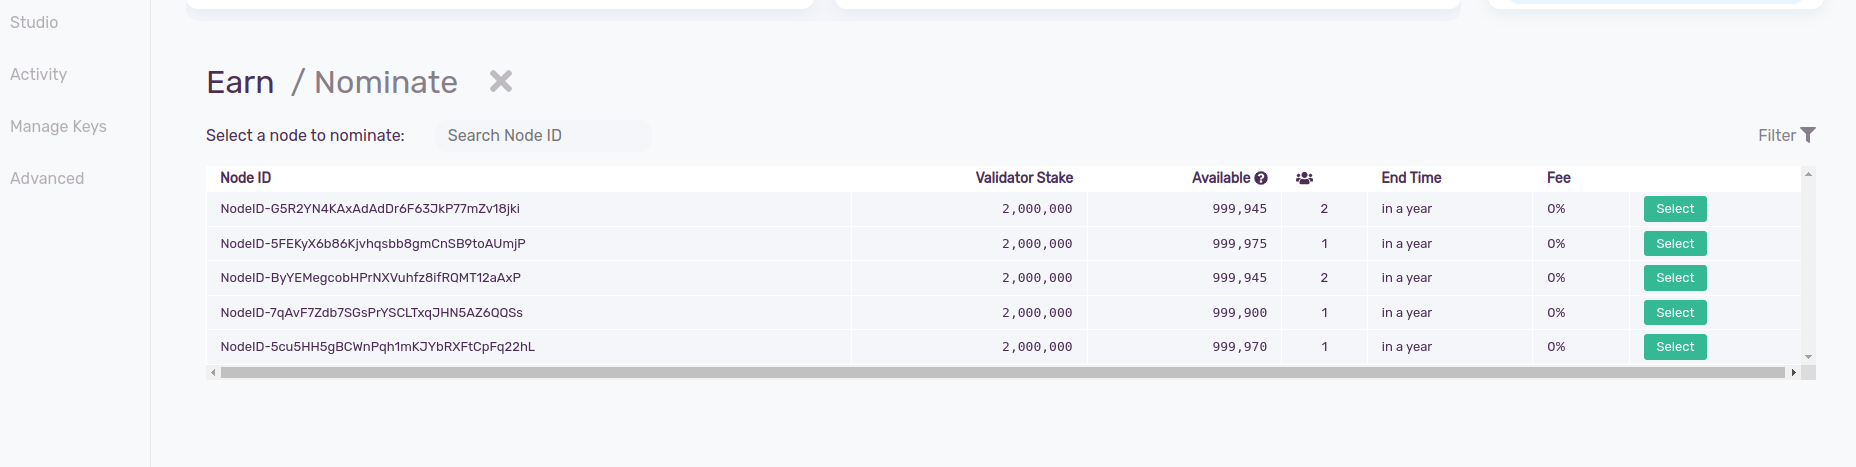 Studio
Activity
Manage Keys
Advanced
Earn / Nominate
Select a node to nominate: Search Node ID Filter
Node ID Validator Stake Available End Time Fee
NodeID-G5R2YN4KAxAdAdDr6F63JkP77mZv18jki 2,000,000 999,945 2 in a year 0% Select
NodeID-5FEKyX6b86Kjvhqsbb8gmCnSB9toAUmjP 2,000,000 999,975 1 in a year 0% Select
NodeID-ByYEMegcobHPrNXVuhfz8ifRQMT12aAxP 2,000,000 999,945 2 in a year 0% Select
NodeID-7qAvF7Zdb7SGsPrYSCLTxqJHN5AZ6QQSs 2,000,000 999,900 1 in a year 0% Select
NodeID-5cu5HH5gBCWnPqh1mKJYbRXFtCpFq22hL 2,000,000 999,970 1 in a year 0% Select